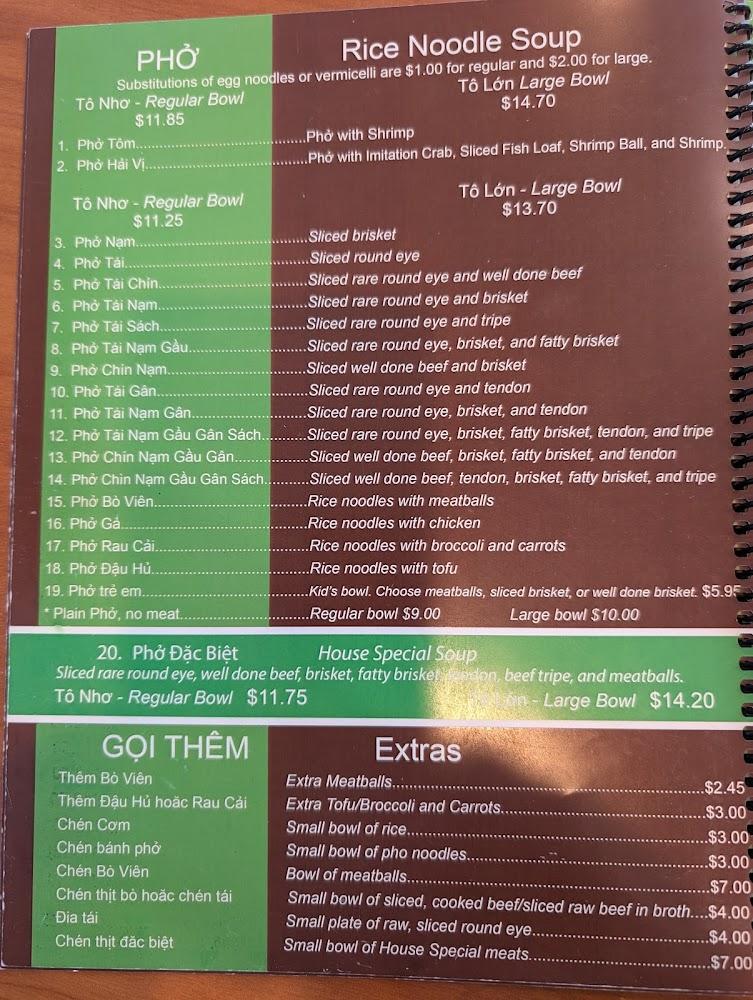 PHỞ Rice Noodle Soup
Substitutions of egg noodles or vermicelli are $1.00 for regular and $2.00 for large.
Tô Nhơ - Regular Bowl Tô Lớn Large Bowl
$11.85 $14.70
1. Phở Tôm.....Phở with Shrimp
2. Phở Hải Vị.....Phở with Imitation Crab, Sliced Fish Loaf, Shrimp Ball, and Shrimp.
Tô Nhơ - Regular Bowl Tô Lớn - Large Bowl
$11.25 $13.70
3. Phở Nạm.....Sliced brisket
4. Phở Tái.....Sliced round eye
5. Phở Tái Chín.....Sliced rare round eye and well done beef
6. Phở Tái Nạm.....Sliced rare round eye and brisket
7. Phở Tái Sách.....Sliced rare round eye and tripe
8. Phở Tái Nạm Gầu.....Sliced rare round eye, brisket, and fatty brisket
9. Phở Chín Nạm.....Sliced well done beef and brisket
10. Phở Tái Gân.....Sliced rare round eye and tendon
11. Phở Tái Nạm Gân.....Sliced rare round eye, brisket, and tendon
12. Phở Tái Nạm Gầu Gân Sách.....Sliced rare round eye, brisket, fatty brisket, tendon, and tripe
13. Phở Chín Nạm Gầu Gân.....Sliced well done beef, brisket, fatty brisket, and tendon
14. Phở Chín Nạm Gầu Gân Sách.....Sliced well done beef, tendon, brisket, fatty brisket, and tripe
15. Phở Bò Viên.....Rice noodles with meatballs
16. Phở Gà.....Rice noodles with chicken
17. Phở Rau Cải.....Rice noodles with broccoli and carrots
18. Phở Đậu Hủ.....Rice noodles with tofu
19. Phở trẻ em.....Kid's bowl. Choose meatballs, sliced brisket, or well done brisket. $5.95
* Plain Phở, no meat.....Regular bowl $9.00 Large bowl $10.00
20. Phở Đặc Biệt House Special Soup
Sliced rare round eye, well done beef, brisket, fatty brisket, tendon, beef tripe, and meatballs.
Tô Nhơ - Regular Bowl $11.75 Tô Lớn - Large Bowl $14.20
GỌI THÊM Extras
Thêm Bò Viên Extra Meatballs.....$2.45
Thêm Đậu Hủ hoăc Rau Cải Extra Tofu/Broccoli and Carrots.....$3.00
Chén Cơm Small bowl of rice.....$3.00
Chén bánh phở Small bowl of pho noodles.....$3.00
Chén Bò Viên Bowl of meatballs.....$7.00
Chén thịt bò hoăc chén tái Small bowl of sliced, cooked beef/sliced raw beef in broth....$4.00
Đia tái Small plate of raw, sliced round eye.....$4.00
Chén thịt đăc biệt Small bowl of House Special meats.....$7.00